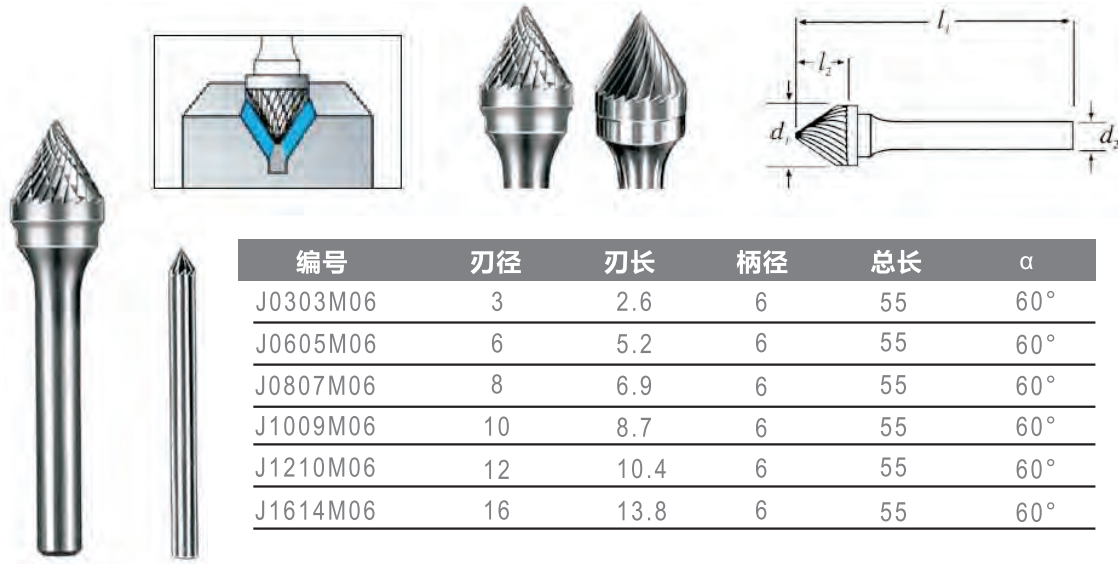 l₁
l₂
d₁
d₂
编号 刃径 刃长 柄径 总长 α
J0303M06 3 2.6 6 55 60°
J0605M06 6 5.2 6 55 60°
J0807M06 8 6.9 6 55 60°
J1009M06 10 8.7 6 55 60°
J1210M06 12 10.4 6 55 60°
J1614M06 16 13.8 6 55 60°